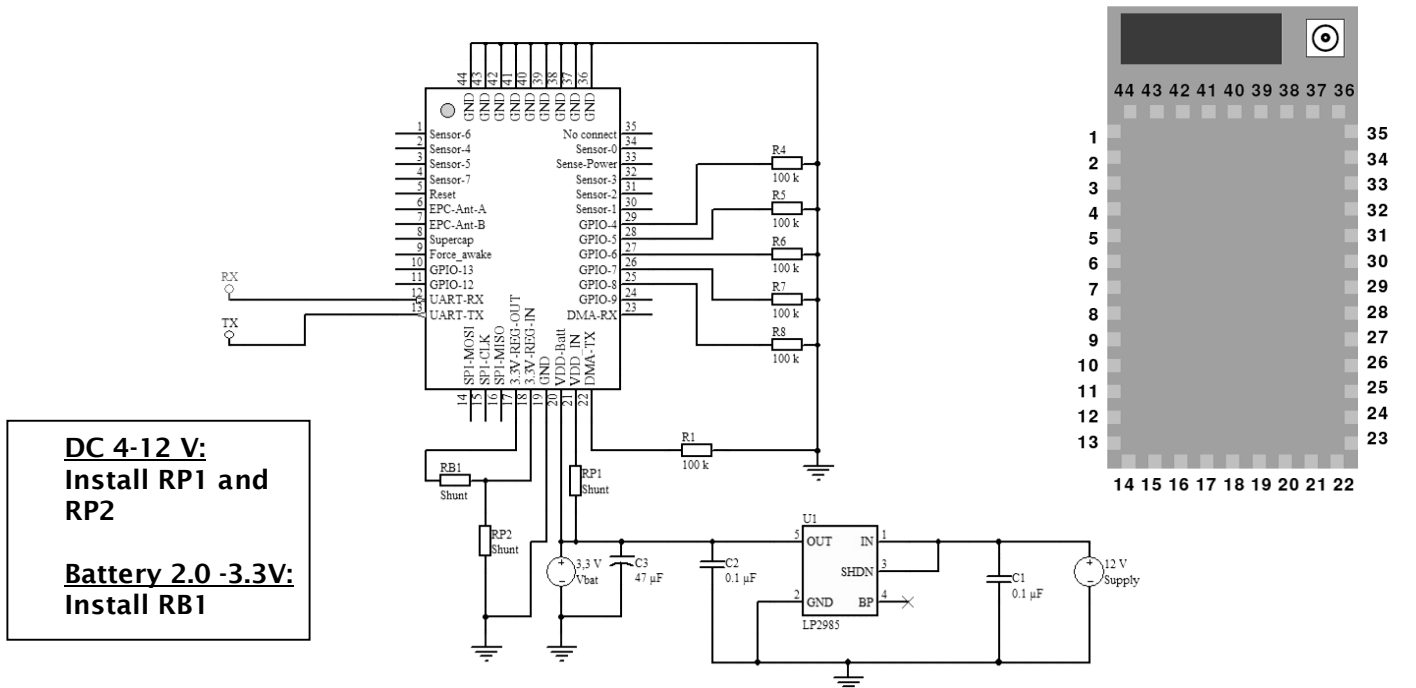 44 43 42 41 40 39 38 37 36
GND GND GND GND GND GND GND GND GND
1 Sensor-6
2 Sensor-4
3 Sensor-5
4 Sensor-7
5 Reset
6 EPC-Ant-A
7 EPC-Ant-B
8 Supercap
9 Force_awake
10 GPIO-13
11 GPIO-12
12 UART-RX
13 UART-TX
No connect 35
Sensor-0 34
Sense-Power 33
Sensor-3 32
Sensor-2 31
Sensor-1 30
GPIO-4 29
GPIO-5 28
GPIO-6 27
GPIO-7 26
GPIO-8 25
GPIO-9 24
DMA-RX 23
SPI-MOSI
SPI-CLK
SPI-MISO
3.3V-REG-OUT
3.3V-REG-IN
GND
VDD-Batt
VDD_IN
DMA-TX
14 15 16 17 18 19 20 21 22
RX
TX
R4
100 k
R5
100 k
R6
100 k
R7
100 k
R8
100 k
R1
100 k
RB1
Shunt
RP1
Shunt
RP2
Shunt
3,3 V
Vbat
C3
47 µF
C2
0.1 µF
U1
5 OUT IN 1
SHDN 3
2 GND BP 4
LP2985
C1
0.1 µF
12 V
Supply
DC 4-12 V:
Install RP1 and
RP2
Battery 2.0 -3.3V:
Install RB1
44 43 42 41 40 39 38 37 36
1
2
3
4
5
6
7
8
9
10
11
12
13
35
34
33
32
31
30
29
28
27
26
25
24
23
14 15 16 17 18 19 20 21 22